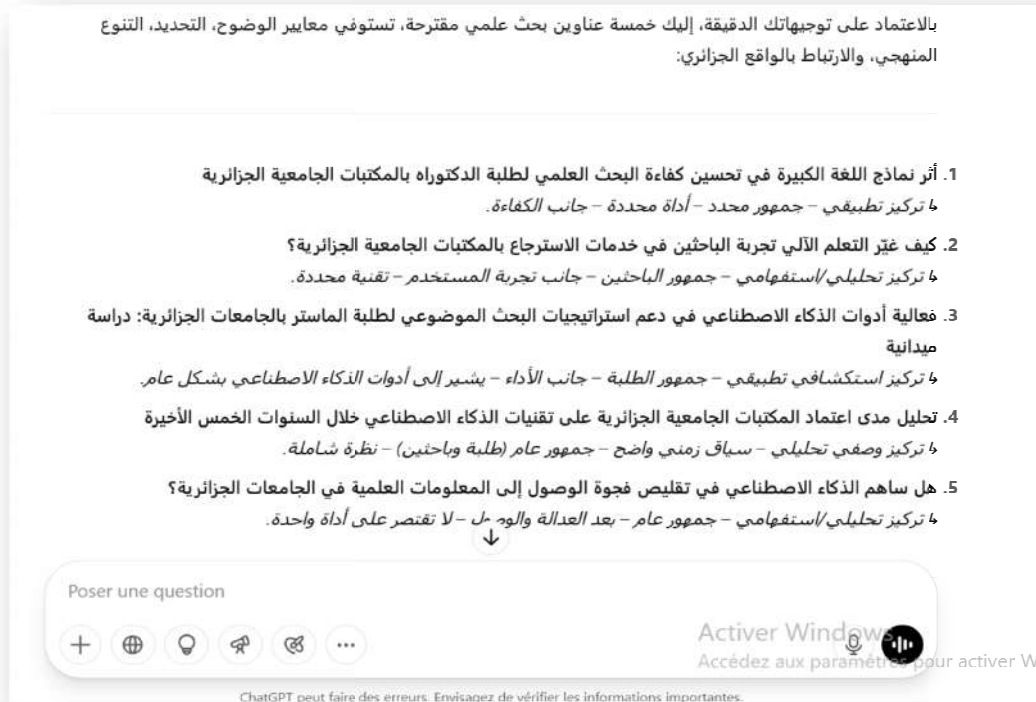 بالاعتماد على توجيهاتك الدقيقة، إليك خمسة عناوين بحث علمي مقترحة، تستوفي معايير الوضوح، التحديد، التنوع
المنهجي، والارتباط بالواقع الجزائري:
1. أثر نماذج اللغة الكبيرة في تحسين كفاءة البحث العلمي لطلبة الدكتوراه بالمكتبات الجامعية الجزائرية
↳ تركيز تطبيقي – جمهور محدد – أداة محددة – جانب الكفاءة.
2. كيف غيّر التعلم الآلي تجربة الباحثين في خدمات الاسترجاع بالمكتبات الجامعية الجزائرية؟
↳ تركيز تحليلي/استفهامي – جمهور الباحثين – جانب تجربة المستخدم – تقنية محددة.
3. فعالية أدوات الذكاء الاصطناعي في دعم استراتيجيات البحث الموضوعي لطلبة الماستر بالجامعات الجزائرية: دراسة
ميدانية
↳ تركيز استكشافي تطبيقي – جمهور الطلبة – جانب الأداء – يشير إلى أدوات الذكاء الاصطناعي بشكل عام.
4. تحليل مدى اعتماد المكتبات الجامعية الجزائرية على تقنيات الذكاء الاصطناعي خلال السنوات الخمس الأخيرة
↳ تركيز وصفي تحليلي – سياق زمني واضح – جمهور عام (طلبة وباحثين) – نظرة شاملة.
5. هل ساهم الذكاء الاصطناعي في تقليص فجوة الوصول إلى المعلومات العلمية في الجامعات الجزائرية؟
↳ تركيز تحليلي/استفهامي – جمهور عام – بعد العدالة – لا تقتصر على أداة واحدة.
Poser une question
Activer Windows
Accédez aux paramètres pour activer W
ChatGPT peut faire des erreurs. Envisagez de vérifier les informations importantes.